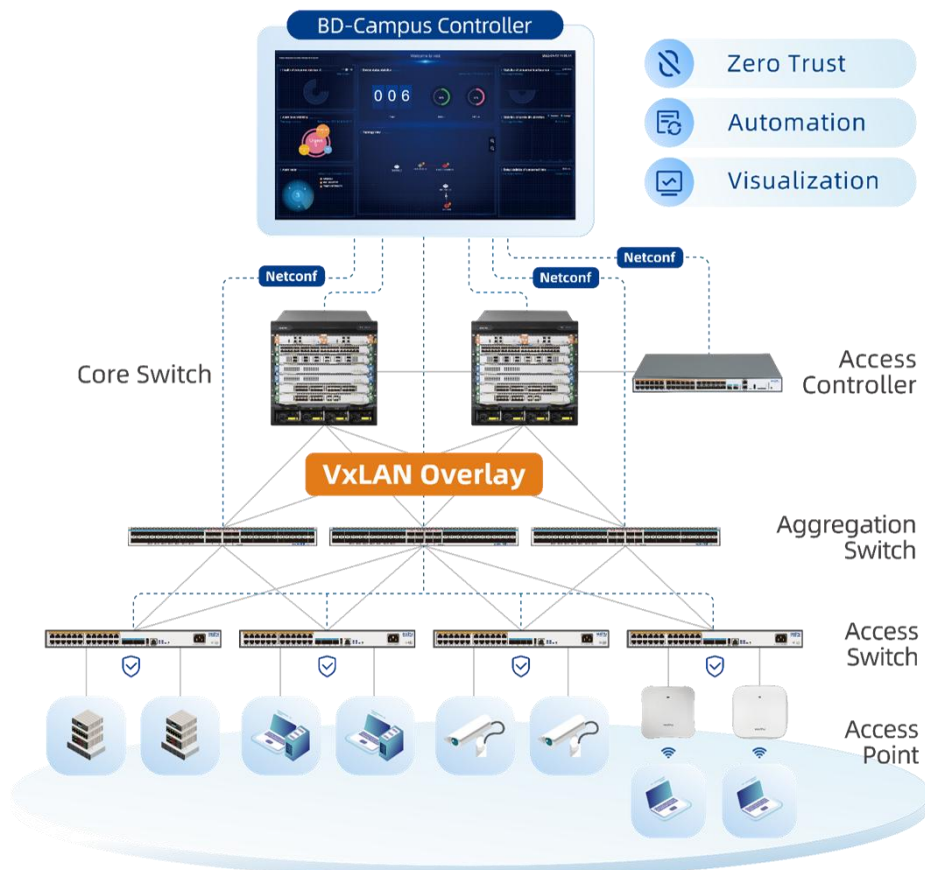 BD-Campus Controller
006
Zero Trust
Automation
Visualization
Netconf
Netconf
Netconf
Core Switch
Access
Controller
VxLAN Overlay
Aggregation
Switch
Access
Switch
Access
Point